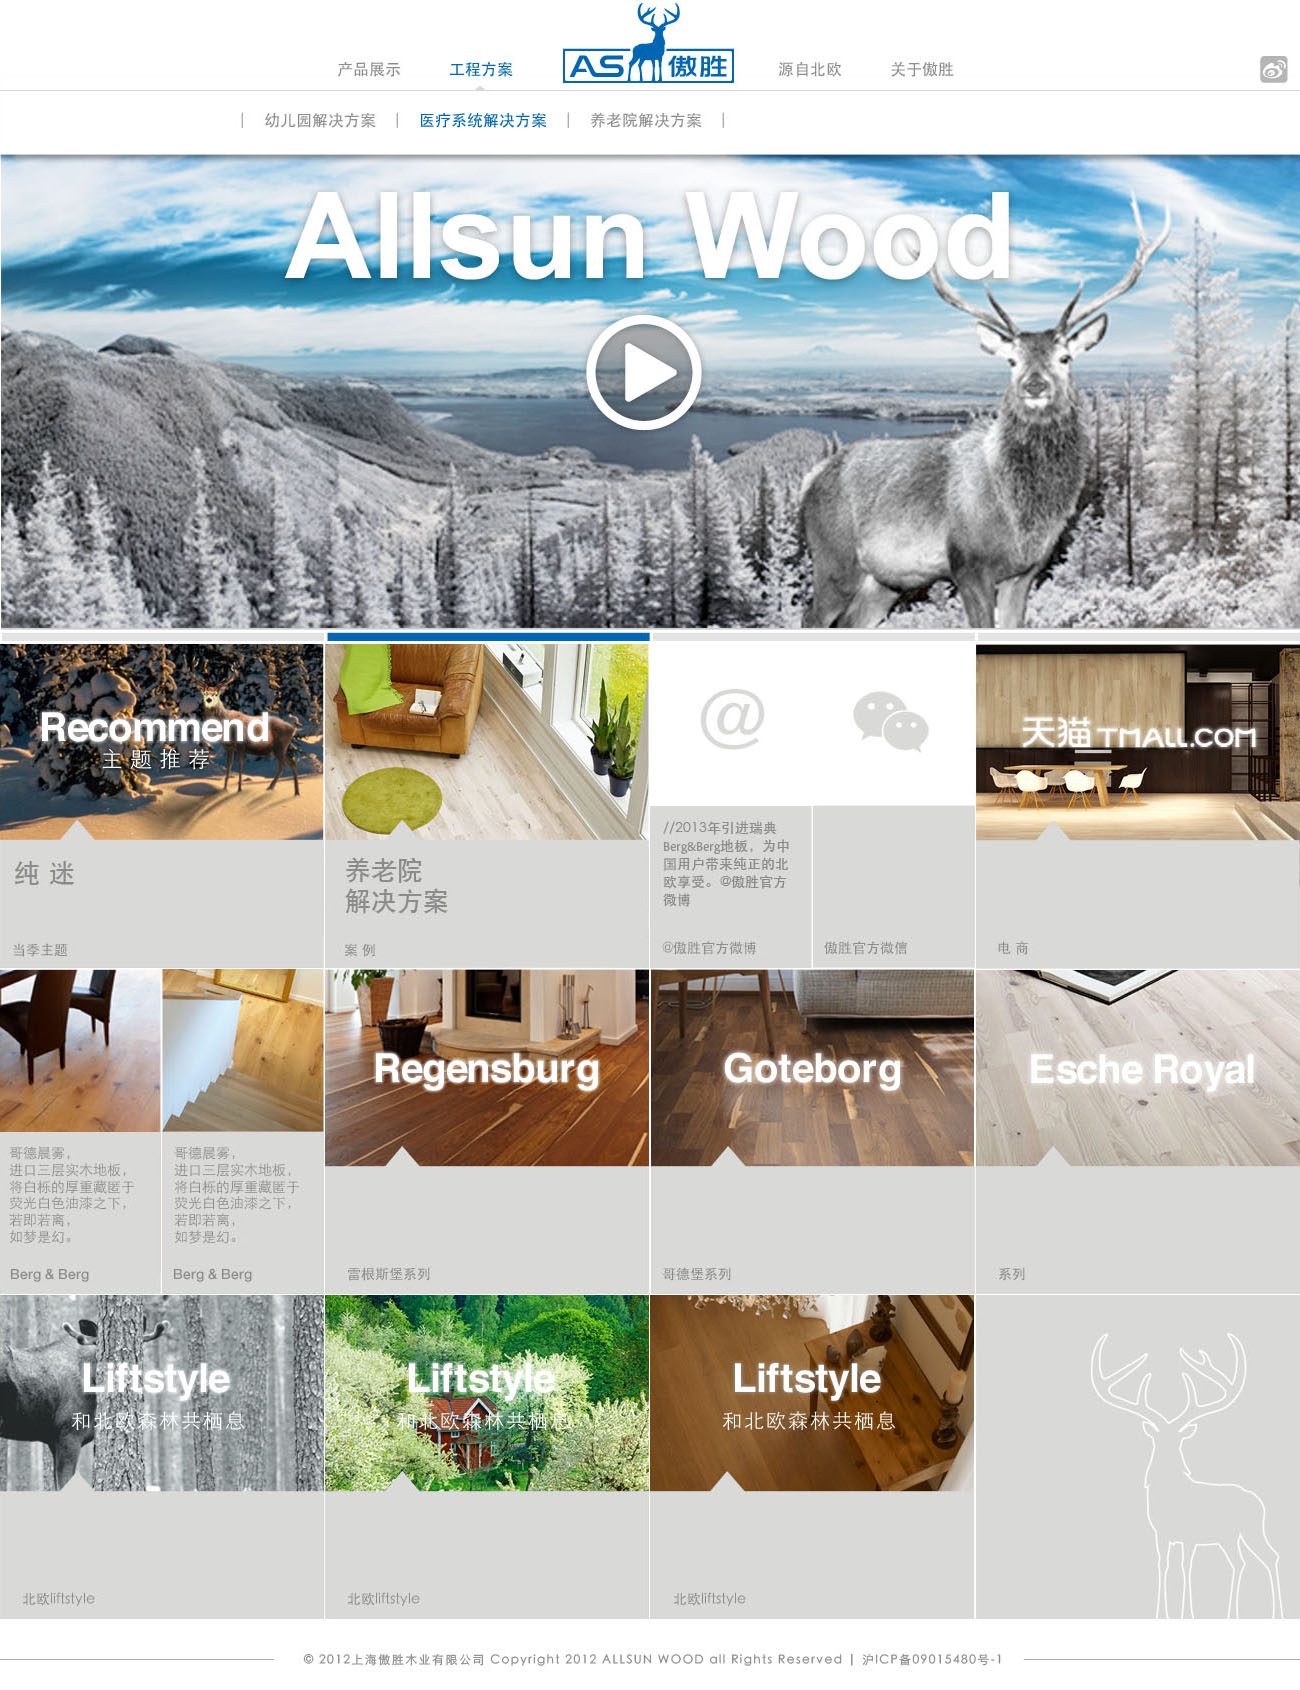 产品展示
工程方案
AS 傲胜
源自北欧
关于傲胜
幼儿园解决方案
医疗系统解决方案
养老院解决方案
Allsun Wood
Recommend
主题推荐
@
天猫 TMALL.COM
纯 迷
当季主题
养老院
解决方案
案 例
//2013年引进瑞典
Berg&Berg地板，为中
国用户带来纯正的北
欧享受。@傲胜官方
微博
@傲胜官方微博
傲胜官方微信
电 商
Regensburg
Goteborg
Esche Royal
哥德晨雾，
进口三层实木地板，
将白栎的厚重藏匿于
荧光白色油漆之下，
若即若离，
如梦是幻。
Berg & Berg
哥德晨雾，
进口三层实木地板，
将白栎的厚重藏匿于
荧光白色油漆之下，
若即若离，
如梦是幻。
Berg & Berg
雷根斯堡系列
哥德堡系列
系列
Liftstyle
和北欧森林共栖息
Liftstyle
和北欧森林共栖息
Liftstyle
和北欧森林共栖息
北欧liftstyle
北欧liftstyle
北欧liftstyle
© 2012上海傲胜木业有限公司 Copyright 2012 ALLSUN WOOD all Rights Reserved | 沪ICP备09015480号-1